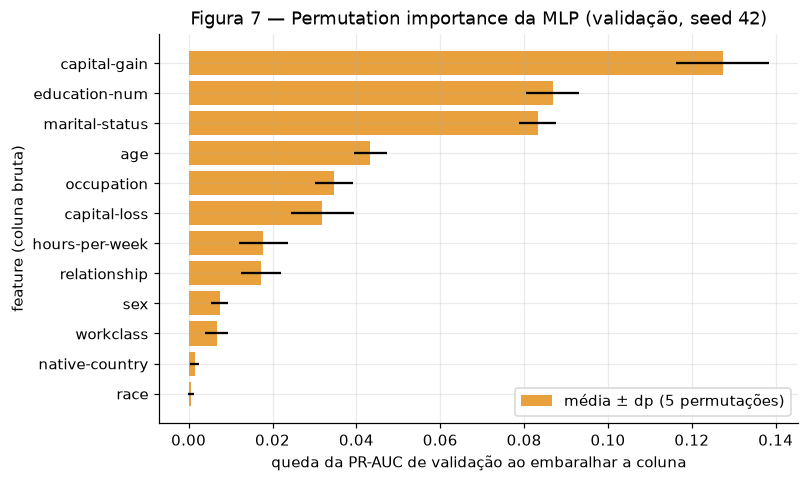 Figura 7 — Permutation importance da MLP (validação, seed 42)
feature (coluna bruta)
capital-gain
education-num
marital-status
age
occupation
capital-loss
hours-per-week
relationship
sex
workclass
native-country
race
média ± dp (5 permutações)
0.00 0.02 0.04 0.06 0.08 0.10 0.12 0.14
queda da PR-AUC de validação ao embaralhar a coluna